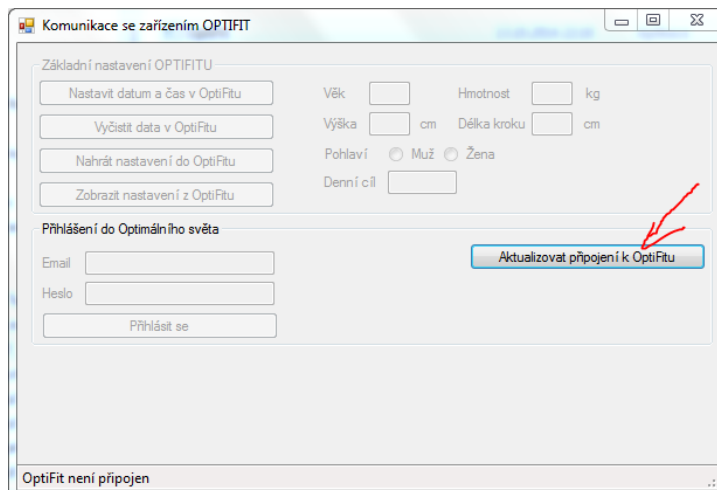 Komunikace se zařízením OPTIFIT
Základní nastavení OPTIFITU
Nastavit datum a čas v OptiFitu
Věk
Hmotnost kg
Vyčistit data v OptiFitu
Výška cm
Délka kroku cm
Nahrát nastavení do OptiFitu
Pohlaví Muž Žena
Zobrazit nastavení z OptiFitu
Denní cíl
Přihlášení do Optimálního světa
Aktualizovat připojení k OptiFitu
Email
Heslo
Přihlásit se
OptiFit není připojen